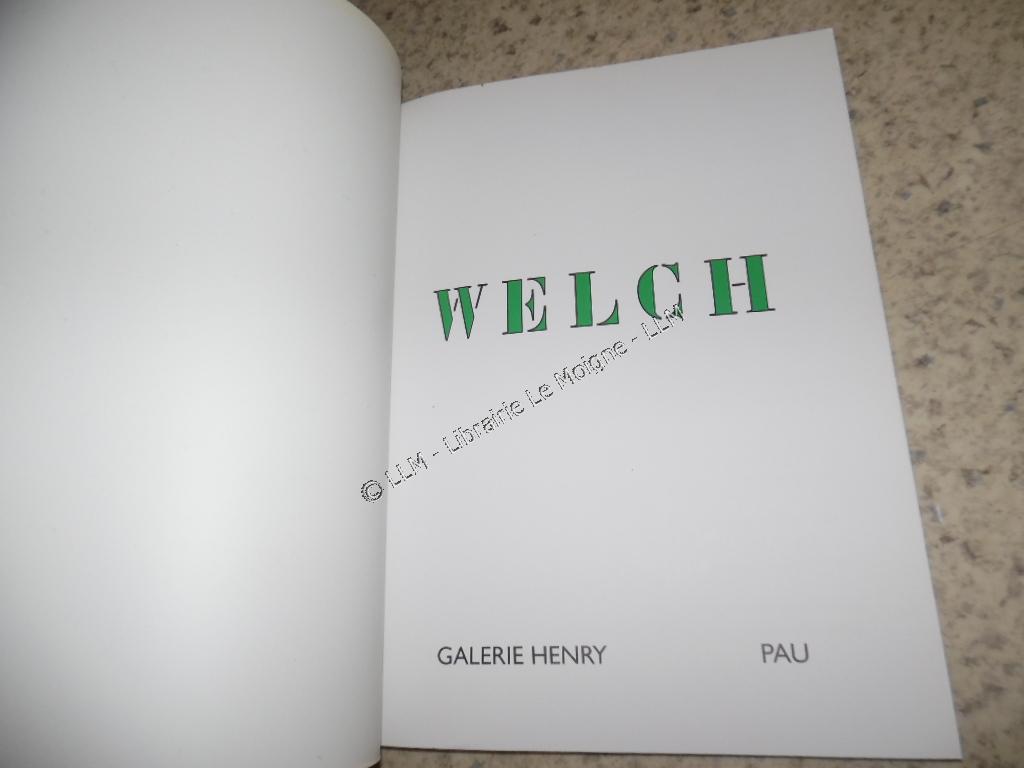 WELCH
© LLM - Librairie Le Moigne - LLM
GALERIE HENRY PAU